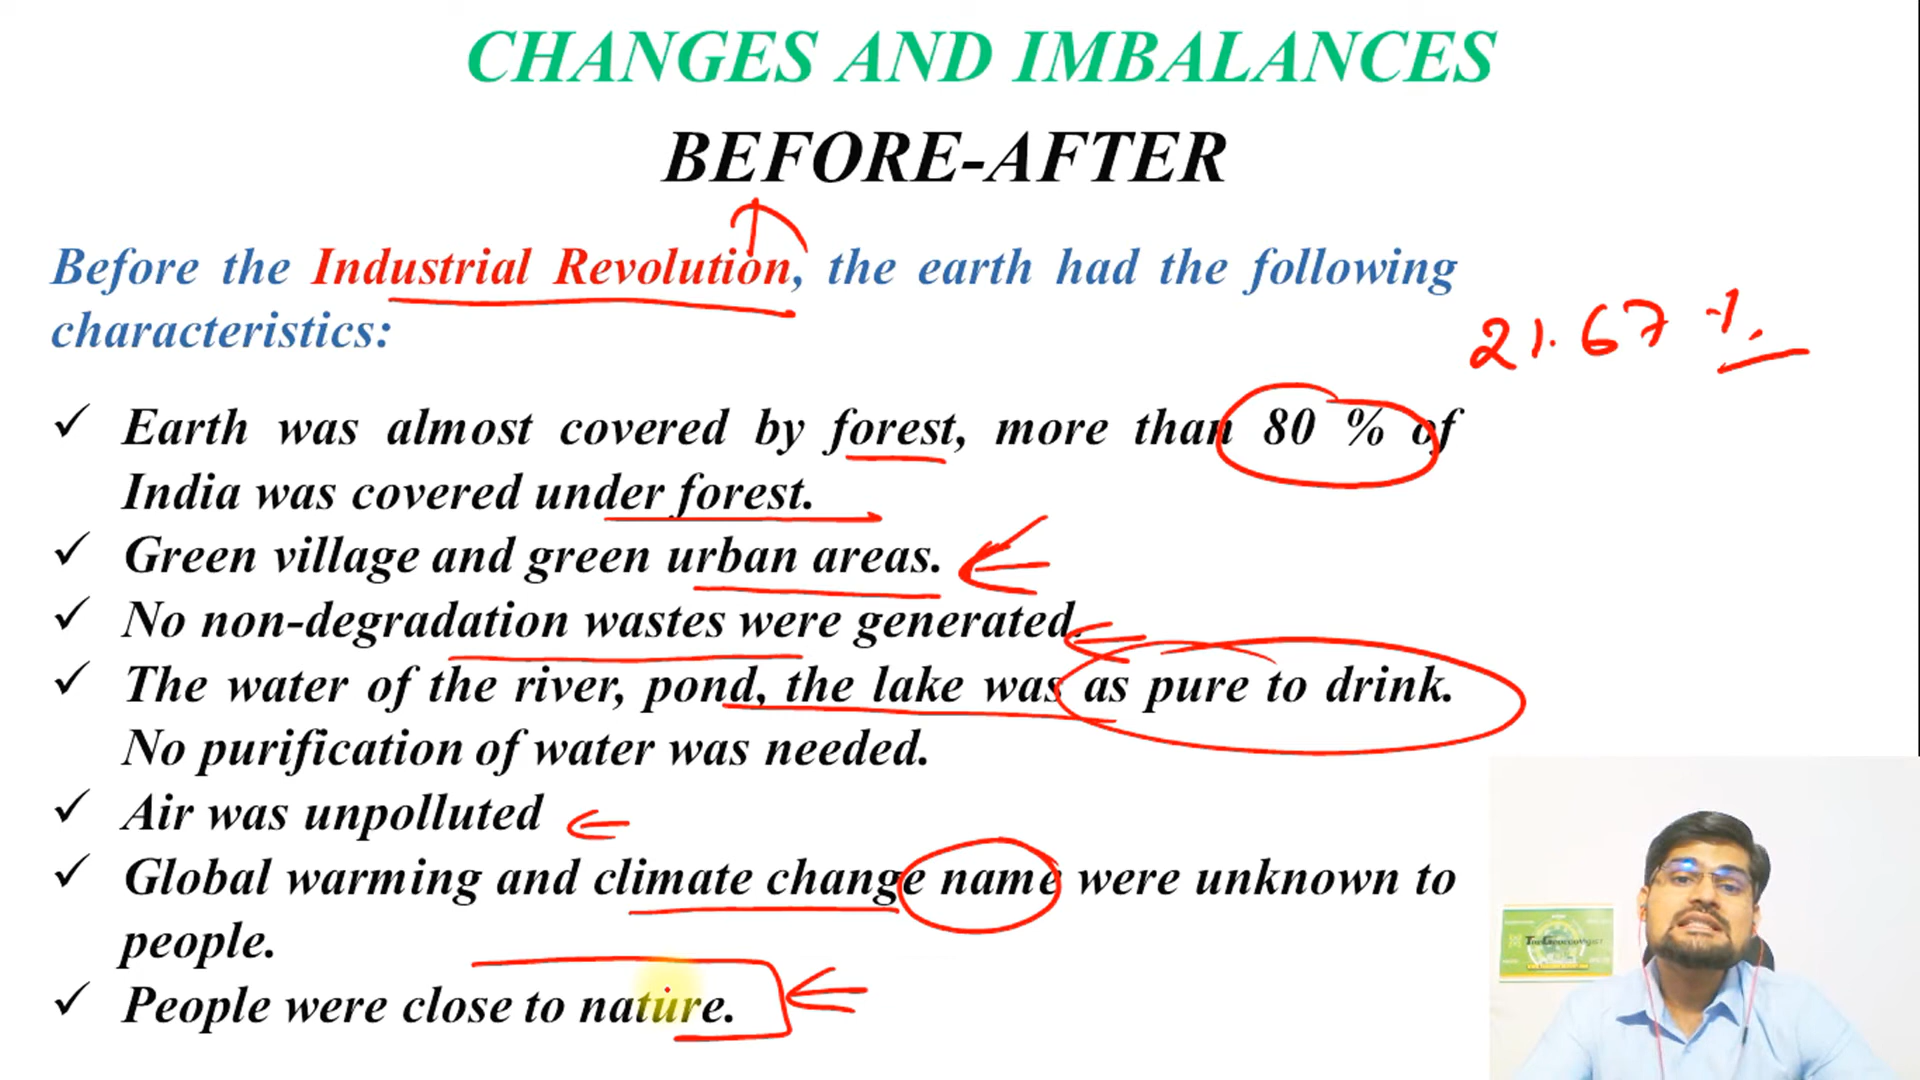 CHANGES AND IMBALANCES
BEFORE-AFTER
Before the Industrial Revolution, the earth had the following
characteristics:
21.67 %
✓ Earth was almost covered by forest, more than 80 % of
India was covered under forest.
✓ Green village and green urban areas.
✓ No non-degradation wastes were generated.
✓ The water of the river, pond, the lake was as pure to drink.
No purification of water was needed.
✓ Air was unpolluted
✓ Global warming and climate change name were unknown to
people.
✓ People were close to nature.